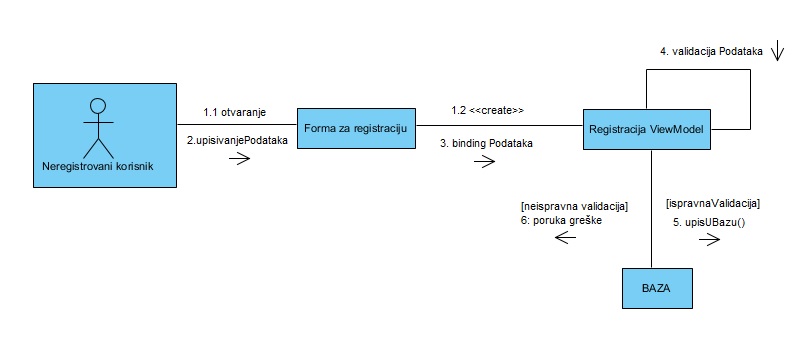 4. validacija Podataka
1.1 otvaranje
1.2 <<create>>
Forma za registraciju
Registracija ViewModel
2.upisivanjePodataka
3. binding Podataka
Neregistrovani korisnik
[neispravna validacija]
6: poruka greške
[ispravnaValidacija]
5. upisUBazu()
BAZA